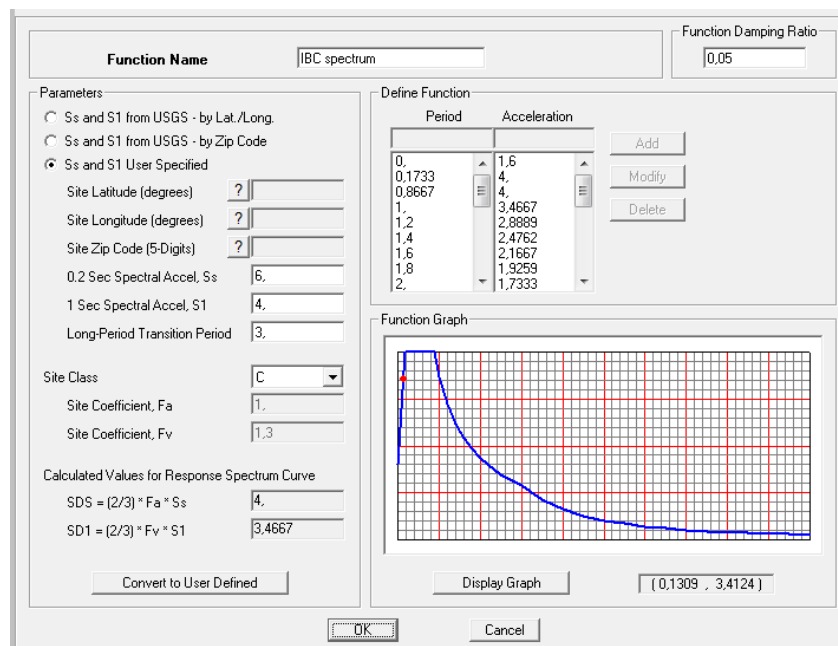 Function Name
IBC spectrum
Function Damping Ratio
0,05
Parameters
Ss and S1 from USGS - by Lat./Long.
Ss and S1 from USGS - by Zip Code
Ss and S1 User Specified
Site Latitude (degrees) ?
Site Longitude (degrees) ?
Site Zip Code (5-Digits) ?
0.2 Sec Spectral Accel, Ss 6,
1 Sec Spectral Accel, S1 4,
Long-Period Transition Period 3,
Site Class C
Site Coefficient, Fa 1,
Site Coefficient, Fv 1,3
Calculated Values for Response Spectrum Curve
SDS = (2/3) * Fa * Ss 4,
SD1 = (2/3) * Fv * S1 3,4667
Convert to User Defined
Define Function
Period Acceleration
0, 1,6
0,1733 4,
0,8667 4,
1, 3,4667
1,2 2,8889
1,4 2,4762
1,6 2,1667
1,8 1,9259
2, 1,7333
Add
Modify
Delete
Function Graph
Display Graph
(0,1309 , 3,4124)
OK
Cancel